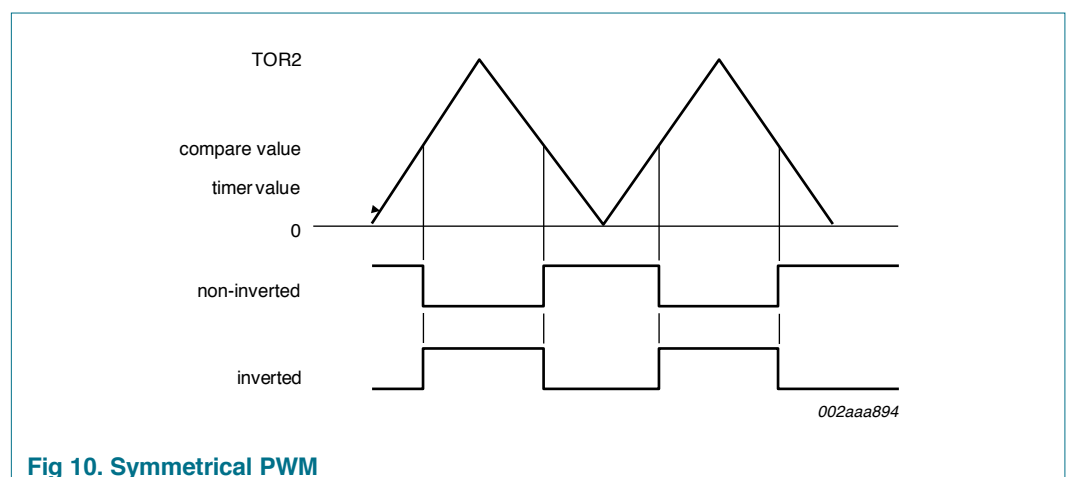 TOR2
compare value
timer value
0
non-inverted
inverted
002aaa894
Fig 10. Symmetrical PWM